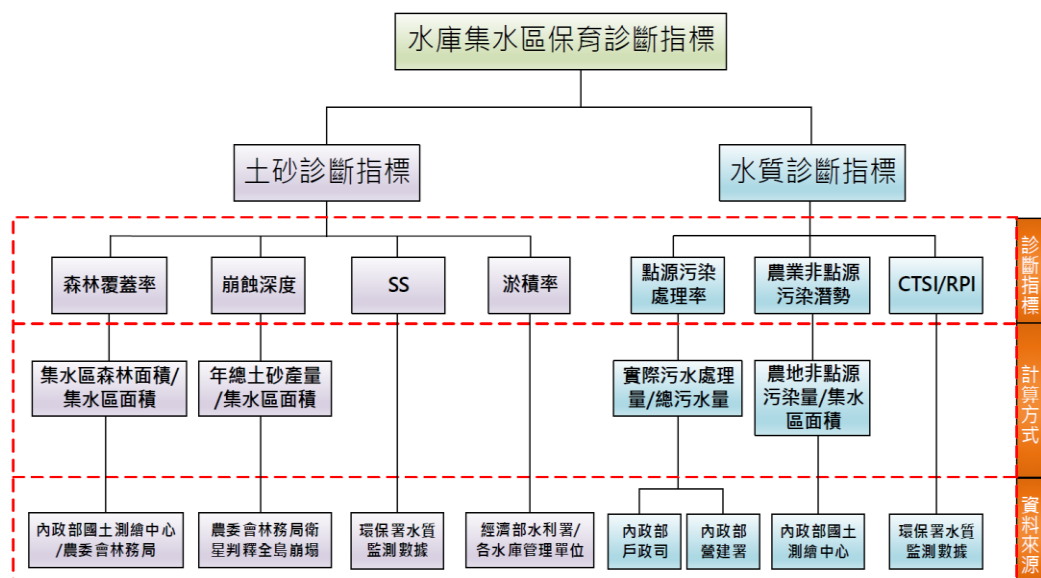 水庫集水區保育診斷指標
土砂診斷指標
水質診斷指標
森林覆蓋率
崩蝕深度
SS
淤積率
點源污染
處理率
農業非點源
污染潛勢
CTSI/RPI
診斷指標
集水區森林面積/
集水區面積
年總土砂產量
/集水區面積
實際污水處理
量/總污水量
農地非點源
污染量/集水
區面積
計算方式
內政部國土測繪中心
/農委會林務局
農委會林務局衛
星判釋全島崩塌
環保署水質
監測數據
經濟部水利署/
各水庫管理單位
內政部
戶政司
內政部
營建署
內政部國土
測繪中心
環保署水質
監測數據
資料來源